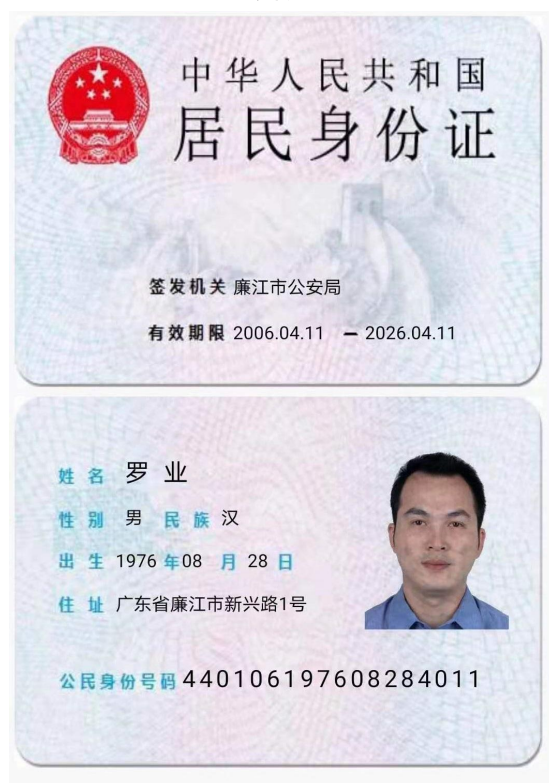 中华人民共和国
居民身份证
签发机关 廉江市公安局
有效期限 2006.04.11 － 2026.04.11
姓名 罗业
性别 男 民族 汉
出生 1976 年 08 月 28 日
住址 广东省廉江市新兴路1号
公民身份号码 440106197608284011